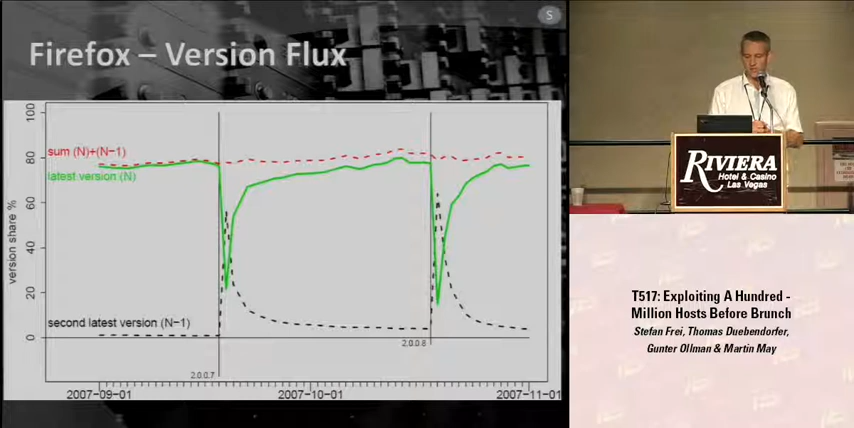 S
Firefox – Version Flux
100
80
60
40
20
0
version share %
sum (N)+(N−1)
latest version (N)
second latest version (N−1)
2.0.0.7
2.0.0.8
2007−09−01
2007−10−01
2007−11−01
RIVIERA
Hotel & Casino
Las Vegas
T517: Exploiting A Hundred -
Million Hosts Before Brunch
Stefan Frei, Thomas Duebendorfer,
Gunter Ollman & Martin May